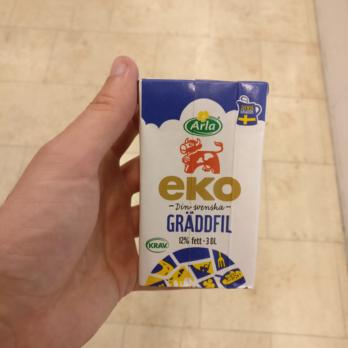 Arla
eko
Din svenska
GRÄDDFIL
12% fett - 3 DL
KRAV